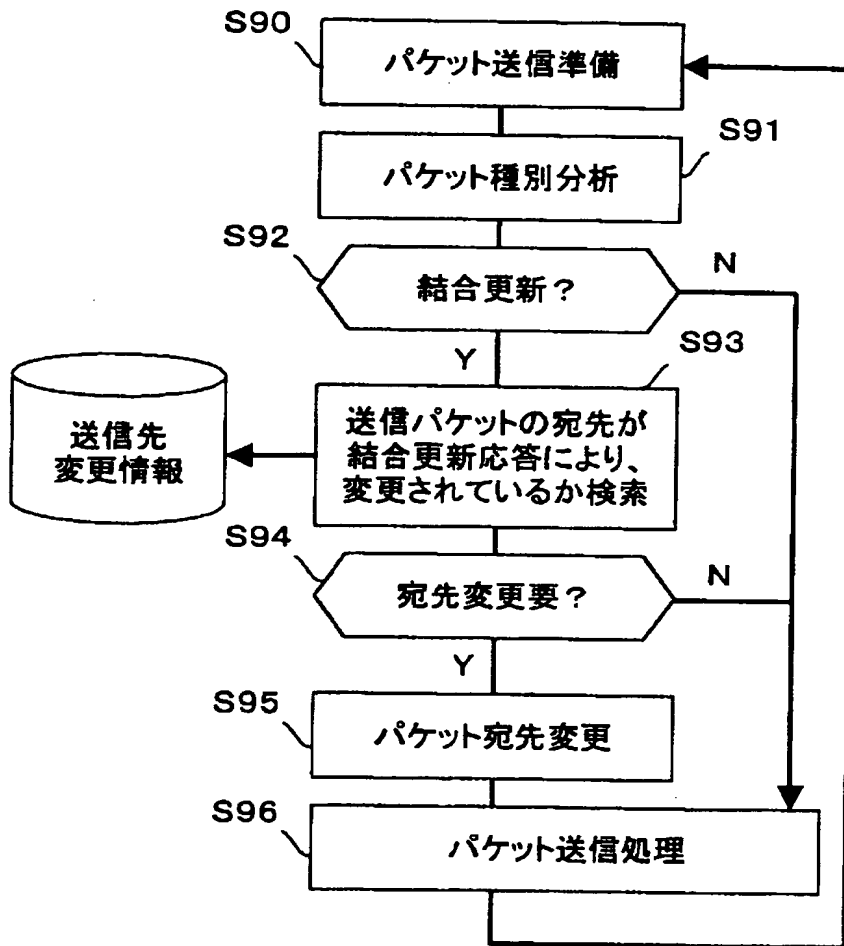 S90
パケット送信準備
S91
パケット種別分析
S92
結合更新?
N
Y
S93
送信パケットの宛先が
結合更新応答により、
変更されているか検索
送信先
変更情報
S94
宛先変更要?
N
Y
S95
パケット宛先変更
S96
パケット送信処理